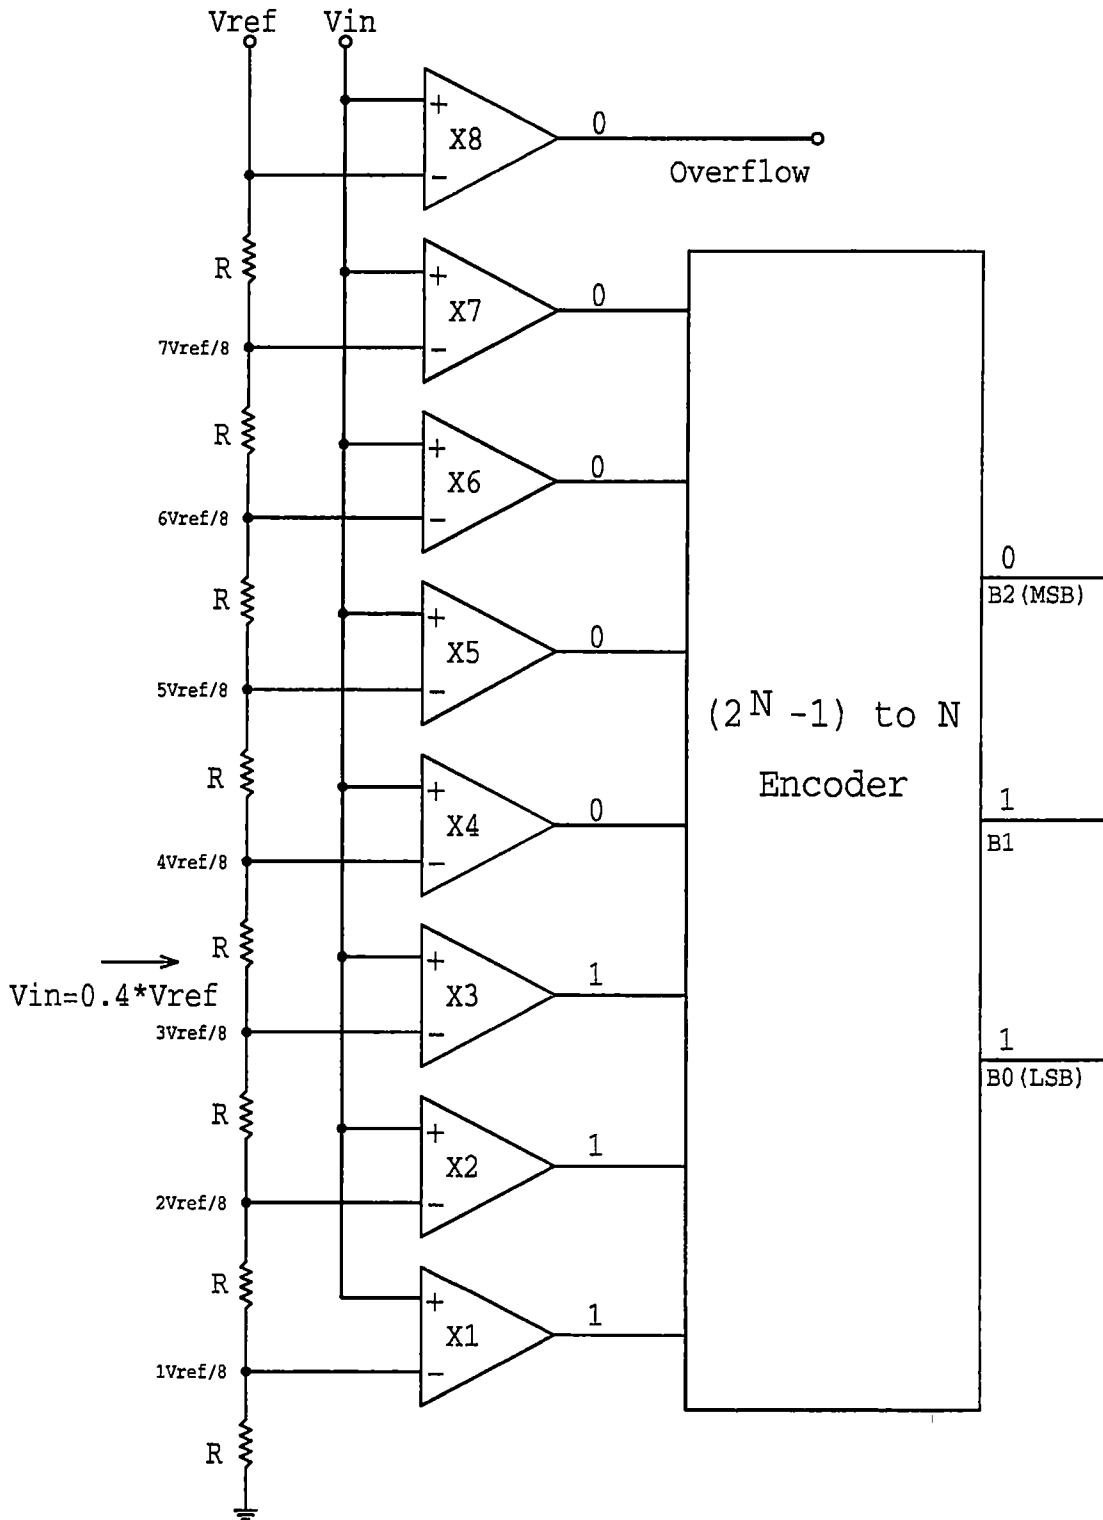 Vref Vin
+
X8
−
0
Overflow
R
+
X7
−
0
7Vref/8
R
+
X6
−
0
6Vref/8
R
+
X5
−
0
5Vref/8
0
B2(MSB)
(2^N -1) to N
Encoder
R
+
X4
−
0
4Vref/8
1
B1
R
Vin=0.4*Vref
+
X3
−
1
3Vref/8
1
B0(LSB)
R
+
X2
−
1
2Vref/8
R
+
X1
−
1
1Vref/8
R